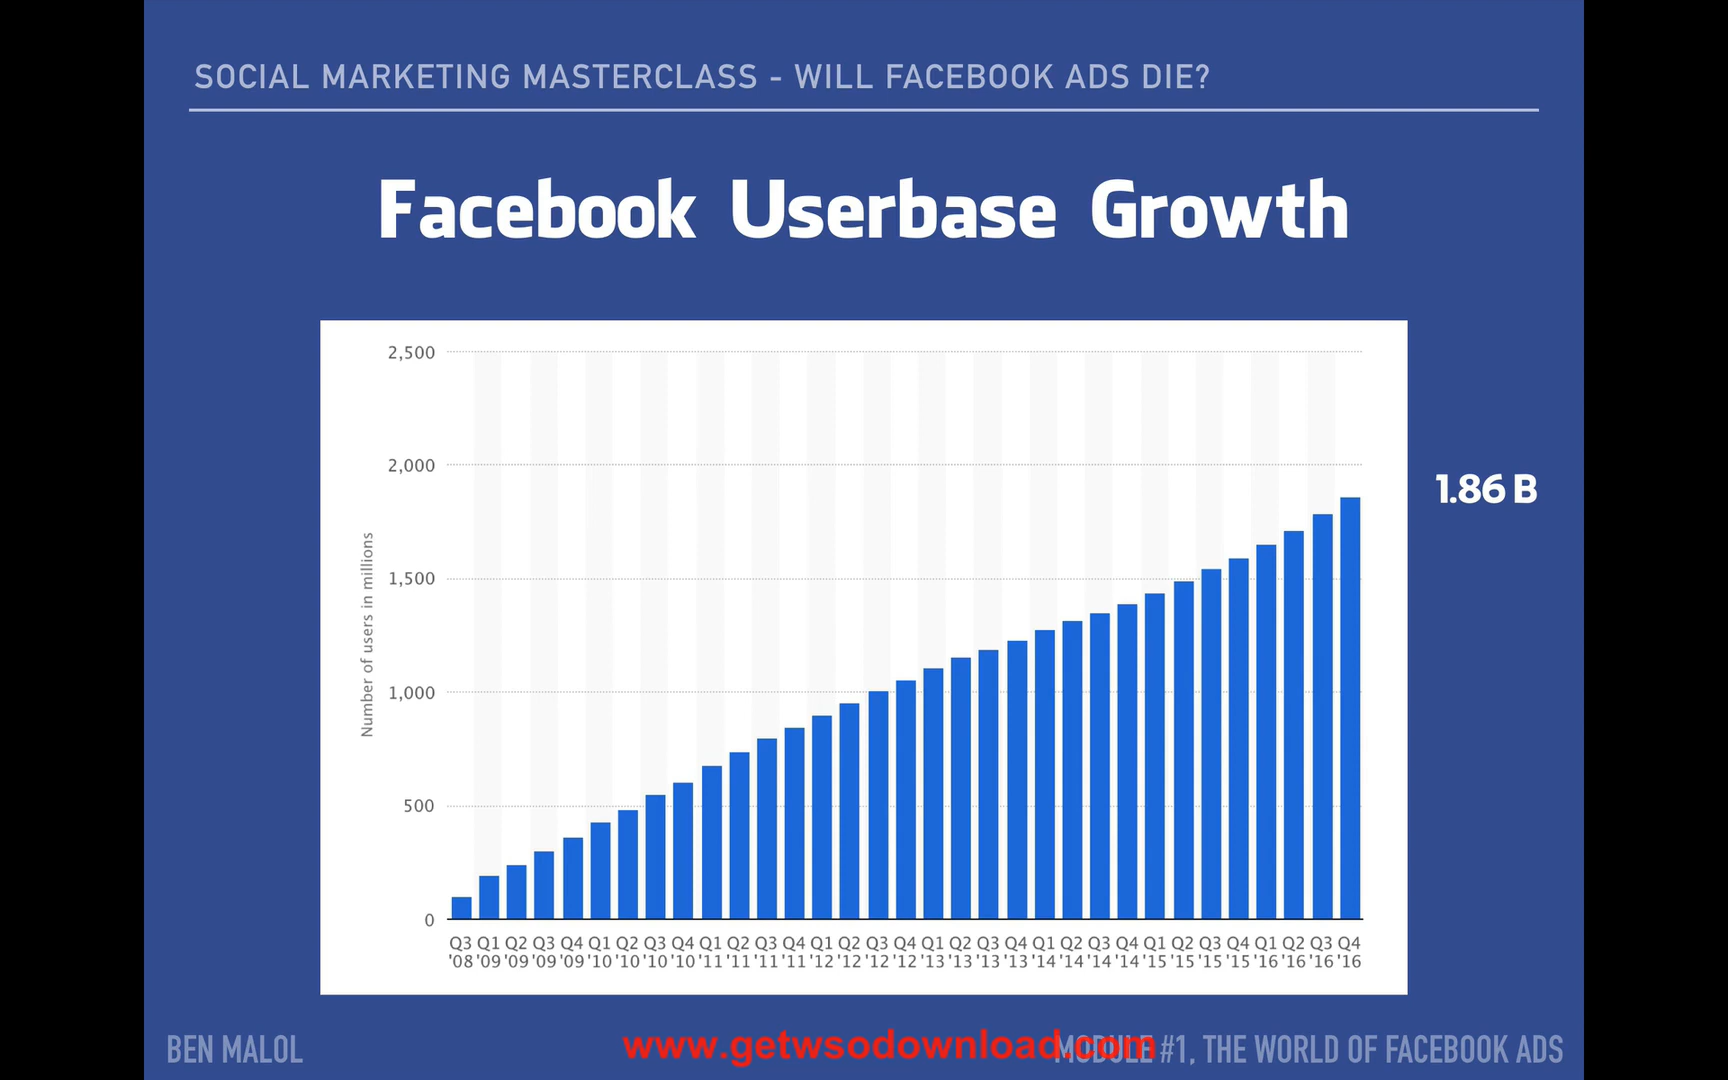 SOCIAL MARKETING MASTERCLASS - WILL FACEBOOK ADS DIE?
Facebook Userbase Growth
2,500
2,000
1,500
1,000
500
0
Number of users in millions
1.86 B
Q3 Q1 Q2 Q3 Q4 Q1 Q2 Q3 Q4 Q1 Q2 Q3 Q4 Q1 Q2 Q3 Q4 Q1 Q2 Q3 Q4 Q1 Q2 Q3 Q4 Q1 Q2 Q3 Q4 Q1 Q2 Q3 Q4
'08 '09 '09 '09 '09 '10 '10 '10 '10 '11 '11 '11 '11 '12 '12 '12 '12 '13 '13 '13 '13 '14 '14 '14 '14 '15 '15 '15 '15 '16 '16 '16 '16
BEN MALOL
www.getwsodownload.com
MODULE #1, THE WORLD OF FACEBOOK ADS